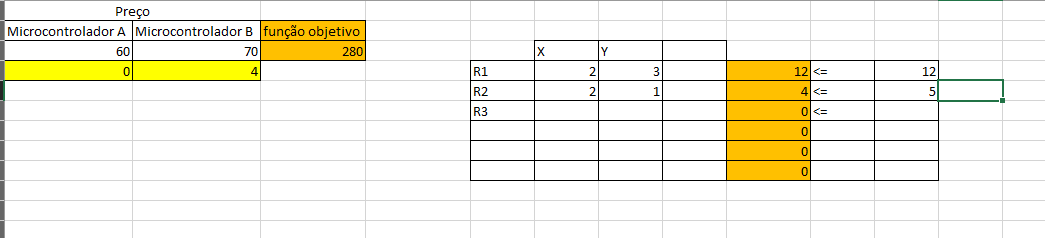 Preço
Microcontrolador A Microcontrolador B função objetivo
60 70 280
X Y
0 4
R1 2 3 12 <= 12
R2 2 1 4 <= 5
R3 0 <=
0
0
0